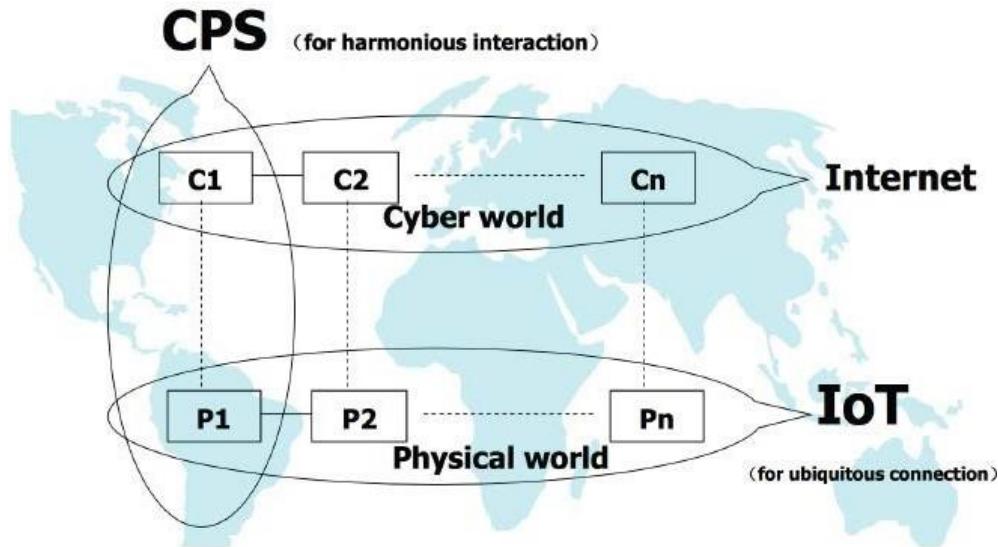 CPS （for harmonious interaction）
C1 C2 Cn
Internet
Cyber world
P1 P2 Pn
IoT
Physical world
（for ubiquitous connection）